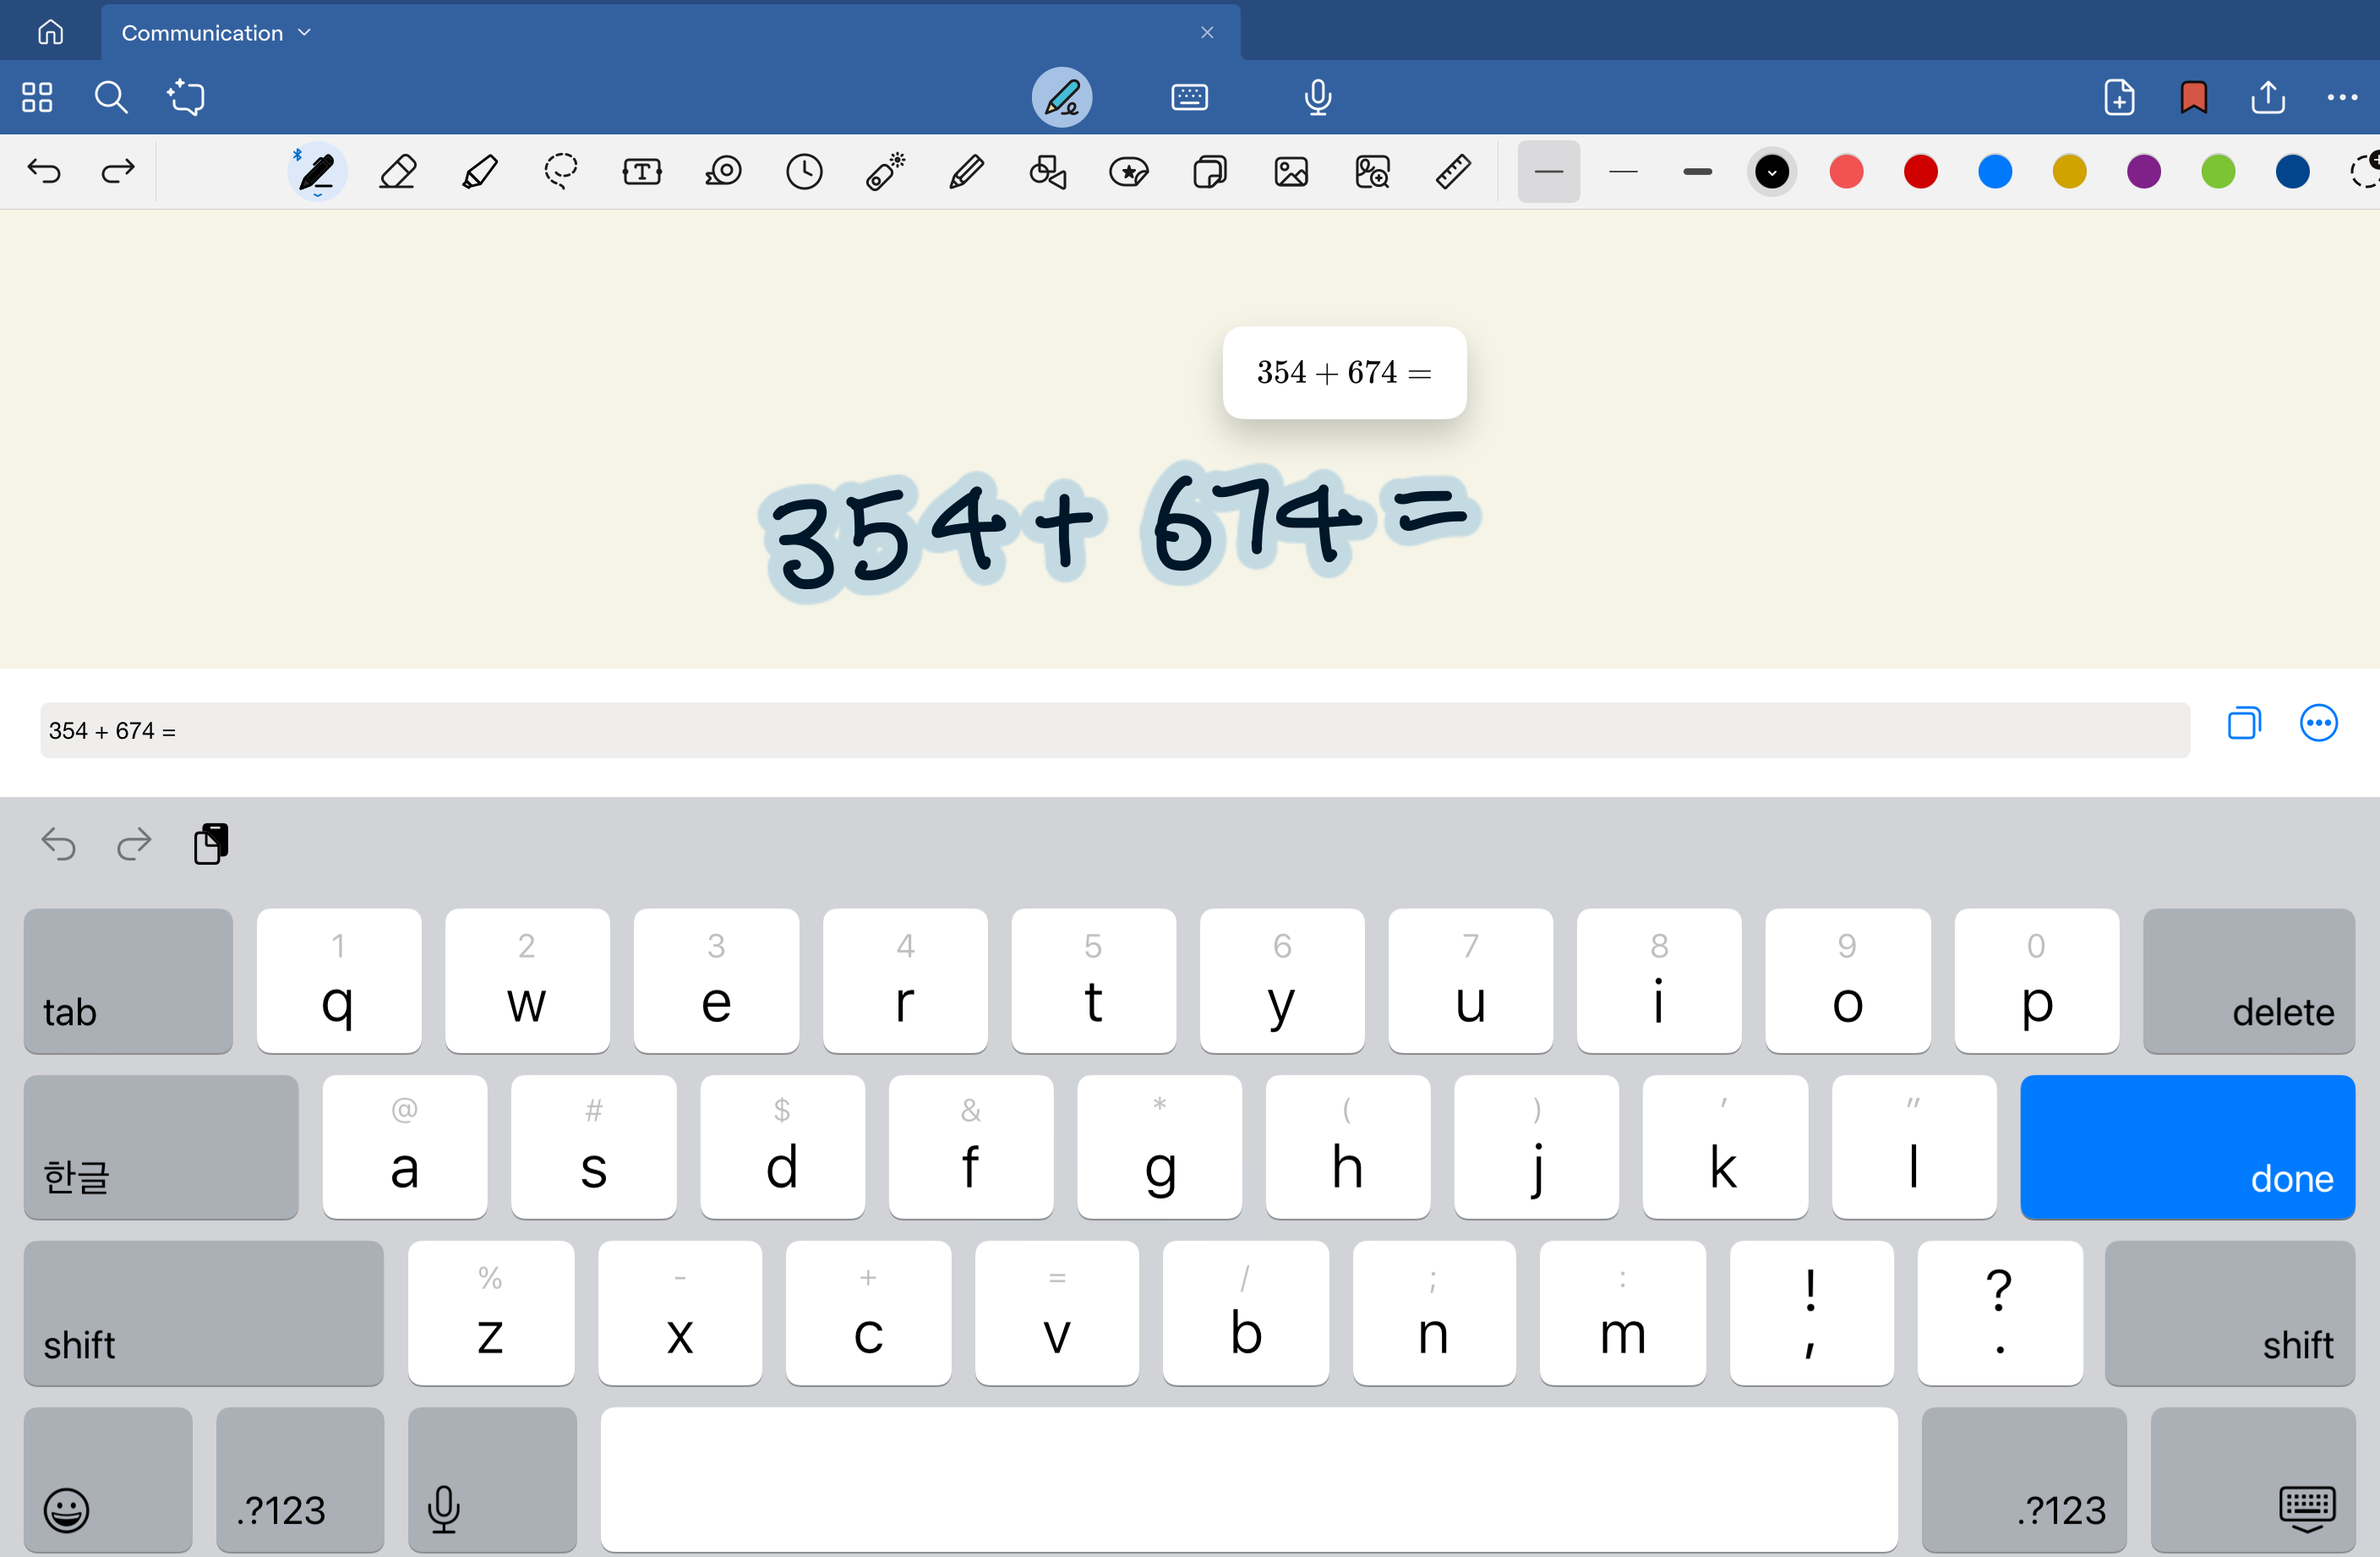 Communication
354 + 674 =
354 + 674 =
354 + 674 =
tab
1 2 3 4 5 6 7 8 9 0
q w e r t y u i o p
delete
@ # $ & * ( ) ' "
한글
a s d f g h j k l
done
% - + = / ; : ! ?
shift
z x c v b n m , .
shift
.?123
.?123